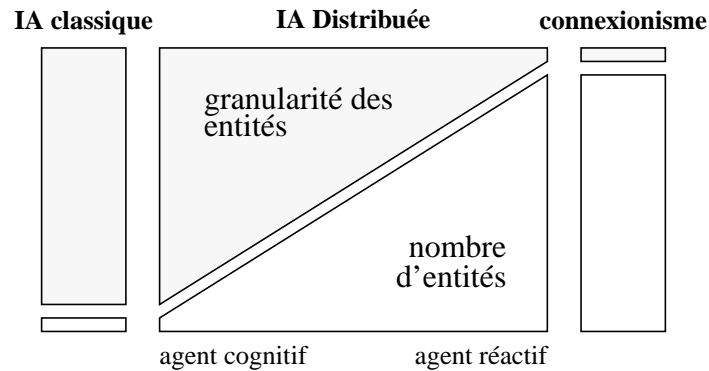 IA classique
IA Distribuée
connexionisme
granularité des
entités
nombre
d'entités
agent cognitif
agent réactif